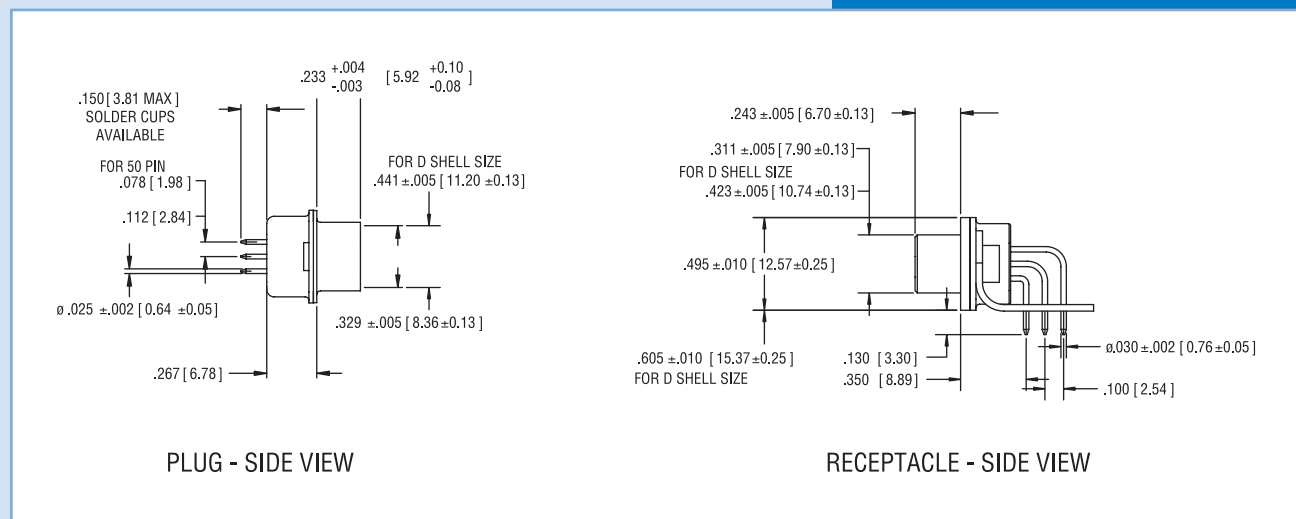 .233 +.004 -.003 [ 5.92 +0.10 -0.08 ]
.150 [ 3.81 MAX ]
SOLDER CUPS
AVAILABLE
FOR 50 PIN
.078 [ 1.98 ]
.112 [ 2.84 ]
FOR D SHELL SIZE
.441 ±.005 [ 11.20 ±0.13 ]
ø .025 ±.002 [ 0.64 ±0.05 ]
.329 ±.005 [ 8.36 ±0.13 ]
.267 [ 6.78 ]
PLUG - SIDE VIEW
.243 ±.005 [ 6.70 ±0.13 ]
.311 ±.005 [ 7.90 ±0.13 ]
FOR D SHELL SIZE
.423 ±.005 [ 10.74 ±0.13 ]
.495 ±.010 [ 12.57 ±0.25 ]
.605 ±.010 [ 15.37 ±0.25 ]
FOR D SHELL SIZE
.130 [ 3.30 ]
.350 [ 8.89 ]
ø.030 ±.002 [ 0.76 ±0.05 ]
.100 [ 2.54 ]
RECEPTACLE - SIDE VIEW